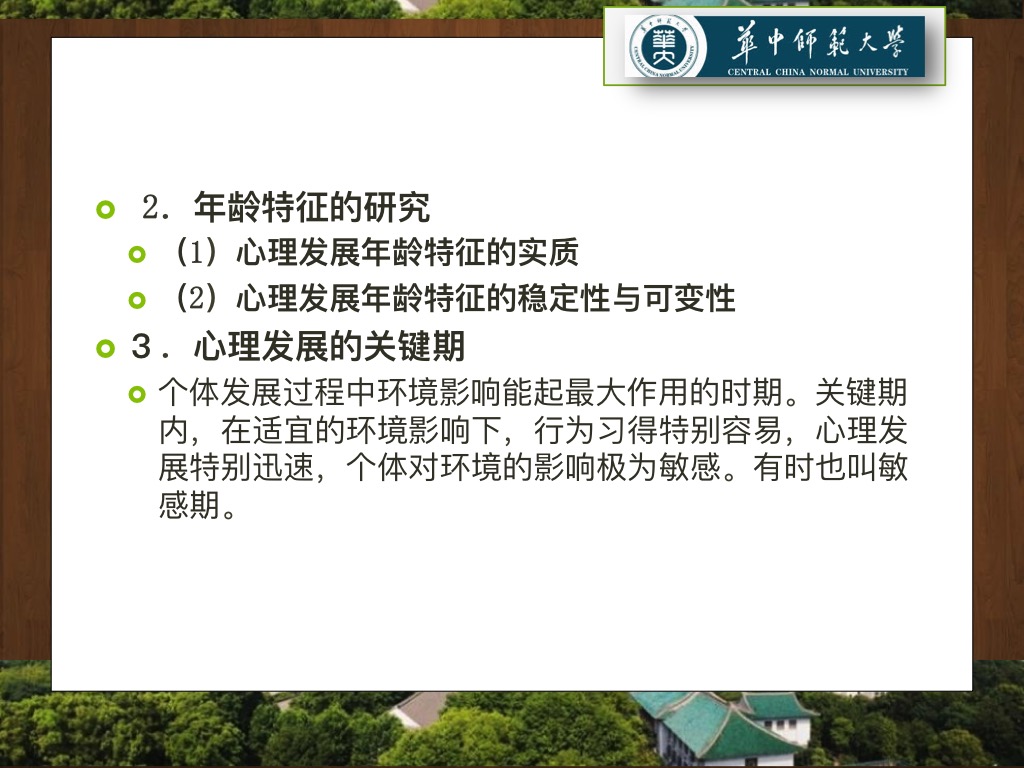 華中師範大學
CENTRAL CHINA NORMAL UNIVERSITY
2．年龄特征的研究
（1）心理发展年龄特征的实质
（2）心理发展年龄特征的稳定性与可变性
３．心理发展的关键期
个体发展过程中环境影响能起最大作用的时期。关键期
内，在适宜的环境影响下，行为习得特别容易，心理发
展特别迅速，个体对环境的影响极为敏感。有时也叫敏
感期。